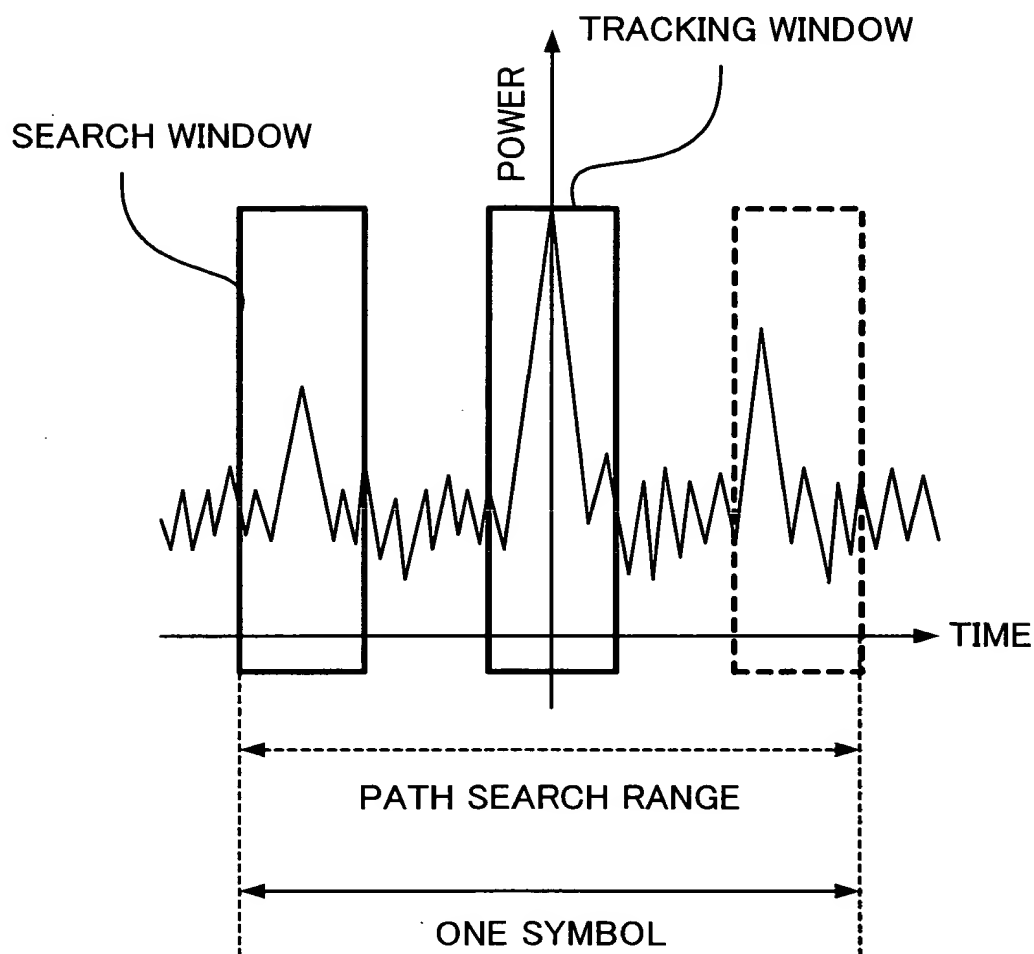 TRACKING WINDOW
POWER
SEARCH WINDOW
TIME
PATH SEARCH RANGE
ONE SYMBOL